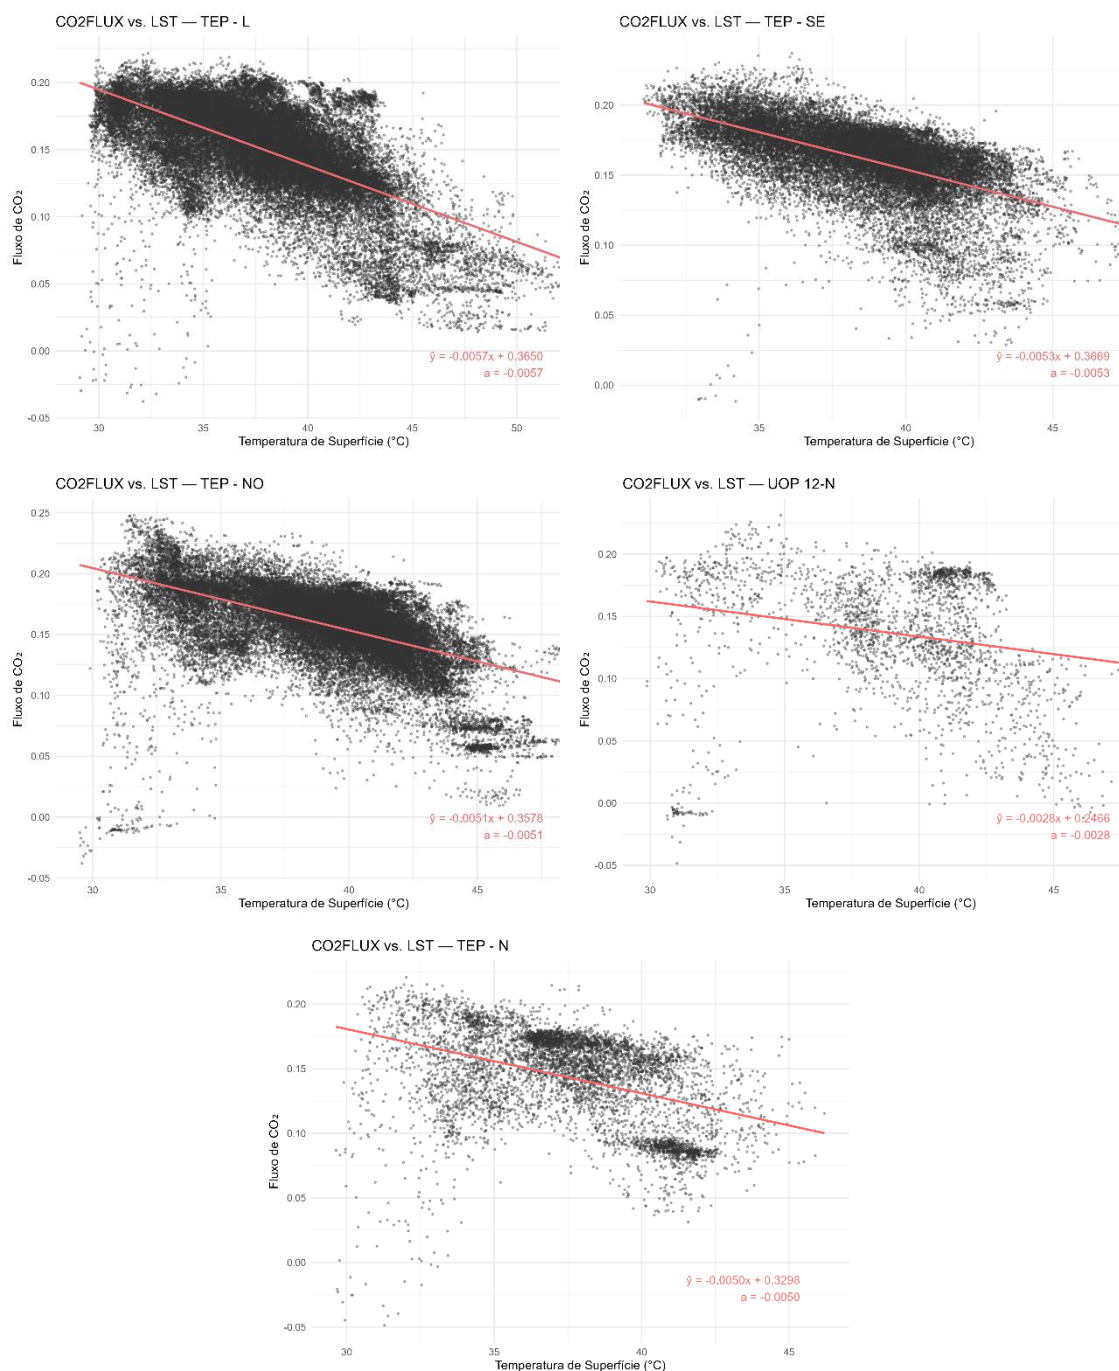 CO2FLUX vs. LST — TEP - L
Fluxo de CO₂
0.20
0.15
0.10
0.05
0.00
-0.05
ŷ = -0.0057x + 0.3650
a = -0.0057
30 35 40 45 50
Temperatura de Superfície (°C)
CO2FLUX vs. LST — TEP - SE
Fluxo de CO₂
0.20
0.15
0.10
0.05
0.00
ŷ = -0.0053x + 0.3669
a = -0.0053
35 40 45
Temperatura de Superfície (°C)
CO2FLUX vs. LST — TEP - NO
Fluxo de CO₂
0.25
0.20
0.15
0.10
0.05
0.00
-0.05
ŷ = -0.0051x + 0.3578
a = -0.0051
30 35 40 45
Temperatura de Superfície (°C)
CO2FLUX vs. LST — UOP 12-N
Fluxo de CO₂
0.20
0.15
0.10
0.05
0.00
-0.05
ŷ = -0.0028x + 0.2466
a = -0.0028
30 35 40 45
Temperatura de Superfície (°C)
CO2FLUX vs. LST — TEP - N
Fluxo de CO₂
0.20
0.15
0.10
0.05
0.00
-0.05
ŷ = -0.0050x + 0.3298
a = -0.0050
30 35 40 45
Temperatura de Superfície (°C)